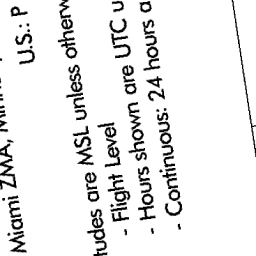 Miami ZMA,
U.S.: P
tudes are MSL unless otherw
- Flight Level
- Hours shown are UTC u
- Continuous: 24 hours a